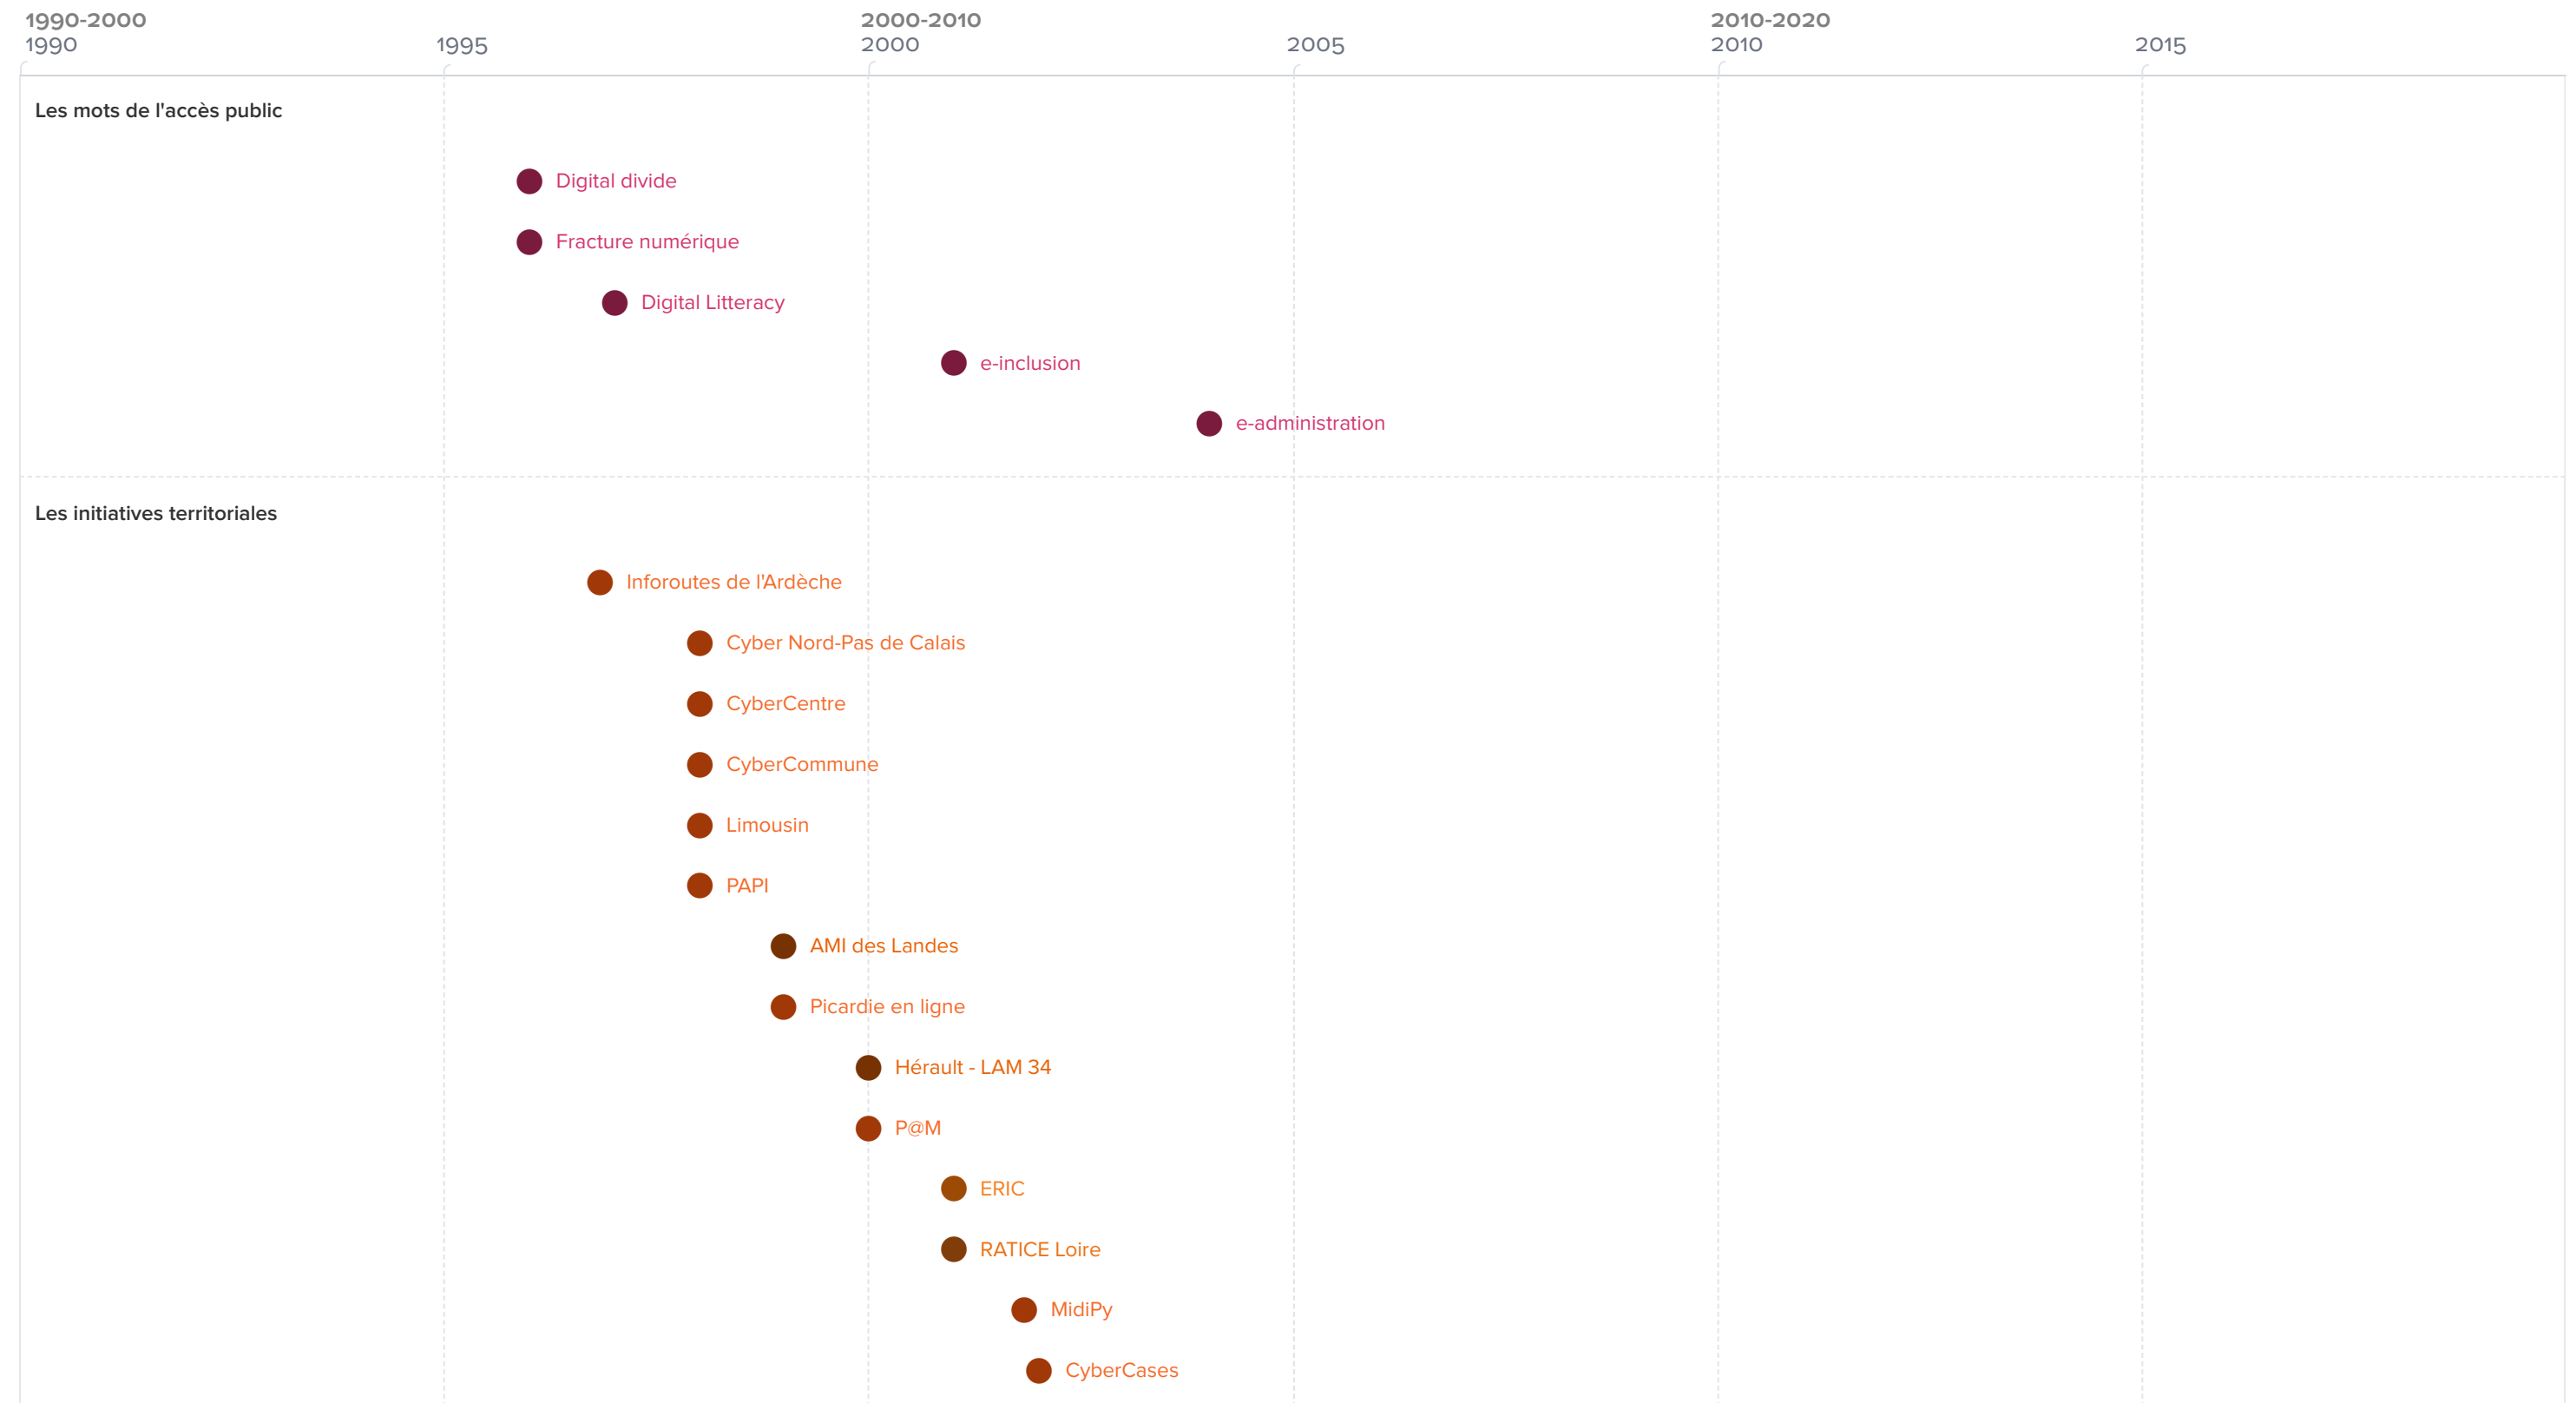 1990-2000 2000-2010 2010-2020
1990 1995 2000 2005 2010 2015
Les mots de l'accès public
Digital divide
Fracture numérique
Digital Litteracy
e-inclusion
e-administration
Les initiatives territoriales
Inforoutes de l'Ardèche
Cyber Nord-Pas de Calais
CyberCentre
CyberCommune
Limousin
PAPI
AMI des Landes
Picardie en ligne
Hérault - LAM 34
P@M
ERIC
RATICE Loire
MidiPy
CyberCases